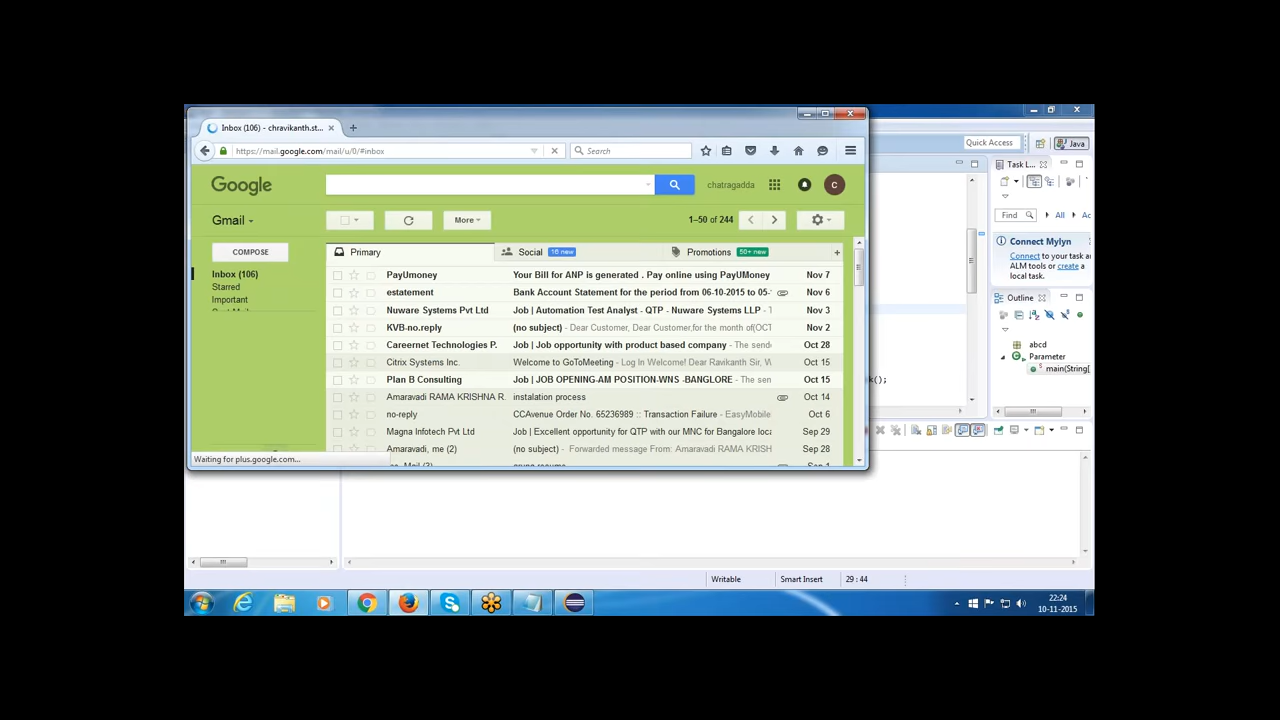 Inbox (106) - chravikanth.st...
https://mail.google.com/mail/u/0/#inbox
Search
Quick Access
Java
Google
chatragadda
C
Task L...
Gmail
More
1–50 of 244
Find
All
Ac
COMPOSE
Primary
Social 16 new
Promotions 50+ new
Connect Mylyn
Connect to your task a
ALM tools or create a
local task.
Inbox (106)
Starred
Important
PayUmoney Your Bill for ANP is generated . Pay online using PayUMoney Nov 7
estatement Bank Account Statement for the period from 06-10-2015 to 05- Nov 6
Nuware Systems Pvt Ltd Job | Automation Test Analyst - QTP - Nuware Systems LLP - T Nov 3
KVB-no.reply (no subject) - Dear Customer, Dear Customer,for the month of(OCT Nov 2
Careernet Technologies P. Job | Job opportunity with product based company - The sende Oct 28
Citrix Systems Inc. Welcome to GoToMeeting - Log In Welcome! Dear Ravikanth Sir, W Oct 15
Plan B Consulting Job | JOB OPENING-AM POSITION-WNS -BANGLORE - The sen Oct 15
Amaravadi RAMA KRISHNA R. instalation process Oct 14
no-reply CCAvenue Order No. 65236989 :: Transaction Failure - EasyMobile Oct 6
Magna Infotech Pvt Ltd Job | Excellent opportunity for QTP with our MNC for Bangalore loca Sep 29
Amaravadi, me (2) (no subject) - Forwarded message From: Amaravadi RAMA KRISH Sep 28
Outline
abcd
Parameter
main(String[
k();
Waiting for plus.google.com...
Writable
Smart Insert
29 : 44
22:24
10-11-2015